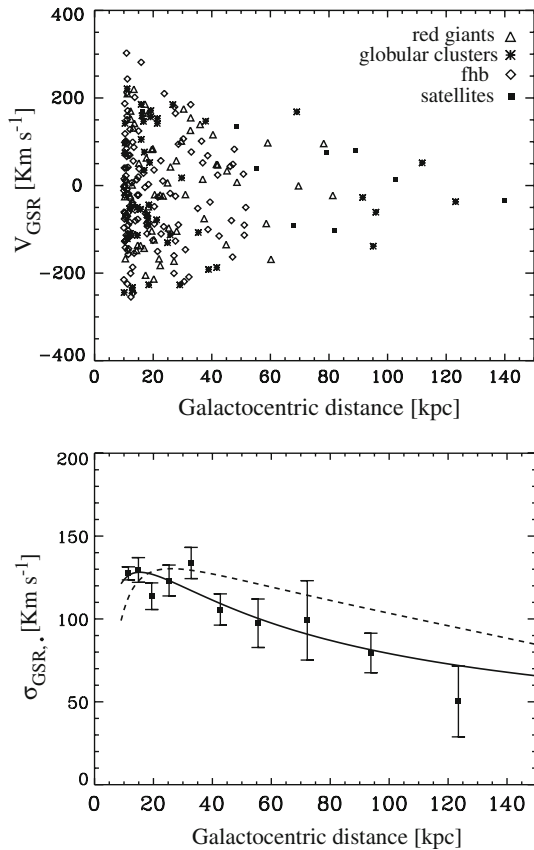 red giants △
globular clusters ✱
fhb ◇
satellites ■
400
200
0
−200
−400
V_GSR [Km s⁻¹]
0 20 40 60 80 100 120 140
Galactocentric distance [kpc]
200
150
100
50
0
σ_GSR,• [Km s⁻¹]
0 20 40 60 80 100 120 140
Galactocentric distance [kpc]